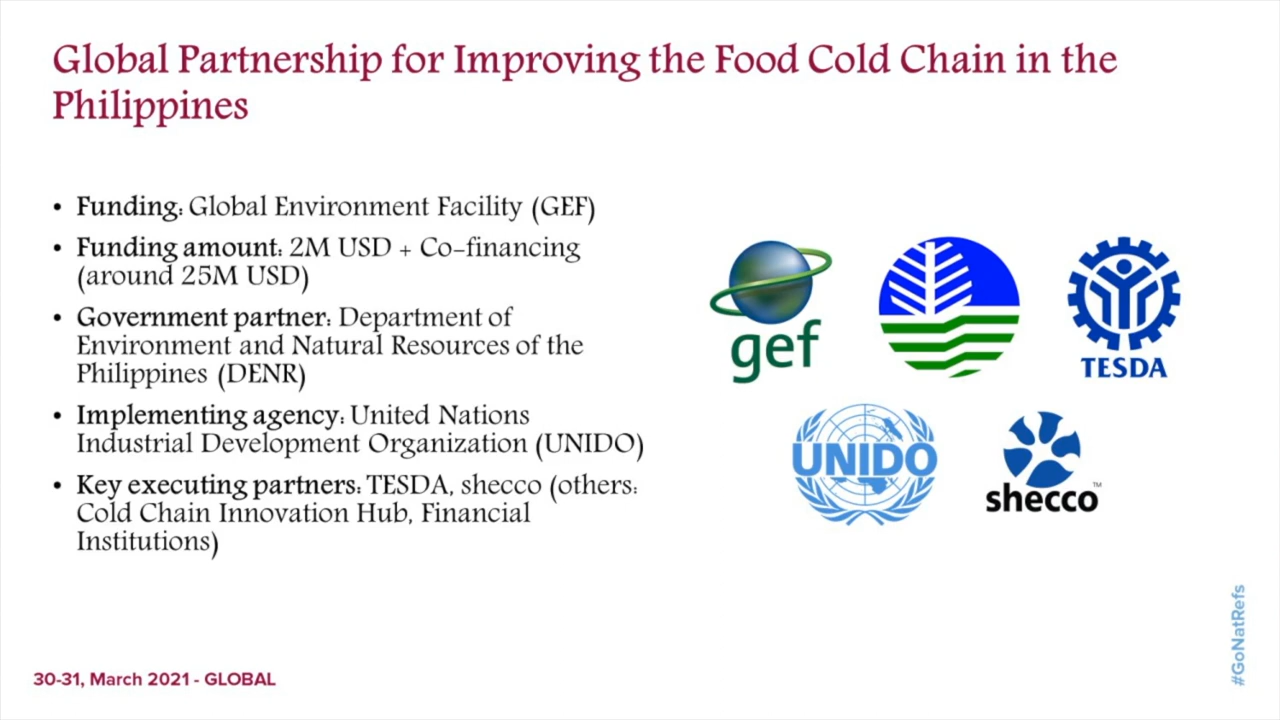 Global Partnership for Improving the Food Cold Chain in the
Philippines
• Funding: Global Environment Facility (GEF)
• Funding amount: 2M USD + Co-financing
(around 25M USD)
• Government partner: Department of
Environment and Natural Resources of the
Philippines (DENR)
• Implementing agency: United Nations
Industrial Development Organization (UNIDO)
• Key executing partners: TESDA, shecco (others:
Cold Chain Innovation Hub, Financial
Institutions)
gef
TESDA
UNIDO
shecco™
#GoNatRefs
30-31, March 2021 - GLOBAL